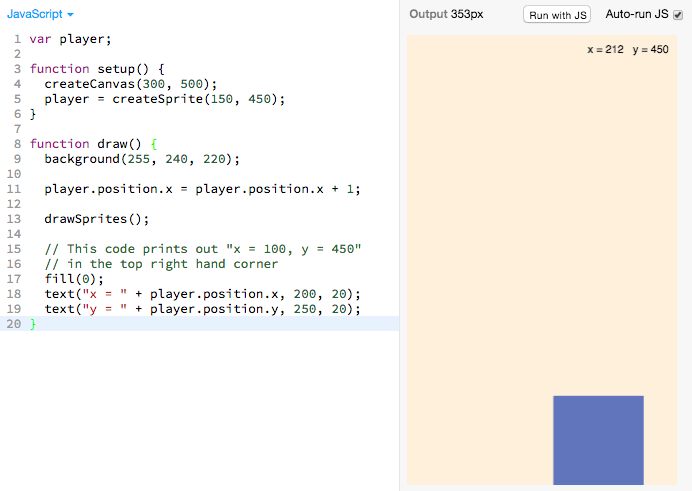 JavaScript
Output 353px
Run with JS
Auto-run JS
1 var player;
2
3 function setup() {
4   createCanvas(300, 500);
5   player = createSprite(150, 450);
6 }
7
8 function draw() {
9   background(255, 240, 220);
10
11   player.position.x = player.position.x + 1;
12
13   drawSprites();
14
15   // This code prints out "x = 100, y = 450"
16   // in the top right hand corner
17   fill(0);
18   text("x = " + player.position.x, 200, 20);
19   text("y = " + player.position.y, 250, 20);
20 }
x = 212 y = 450